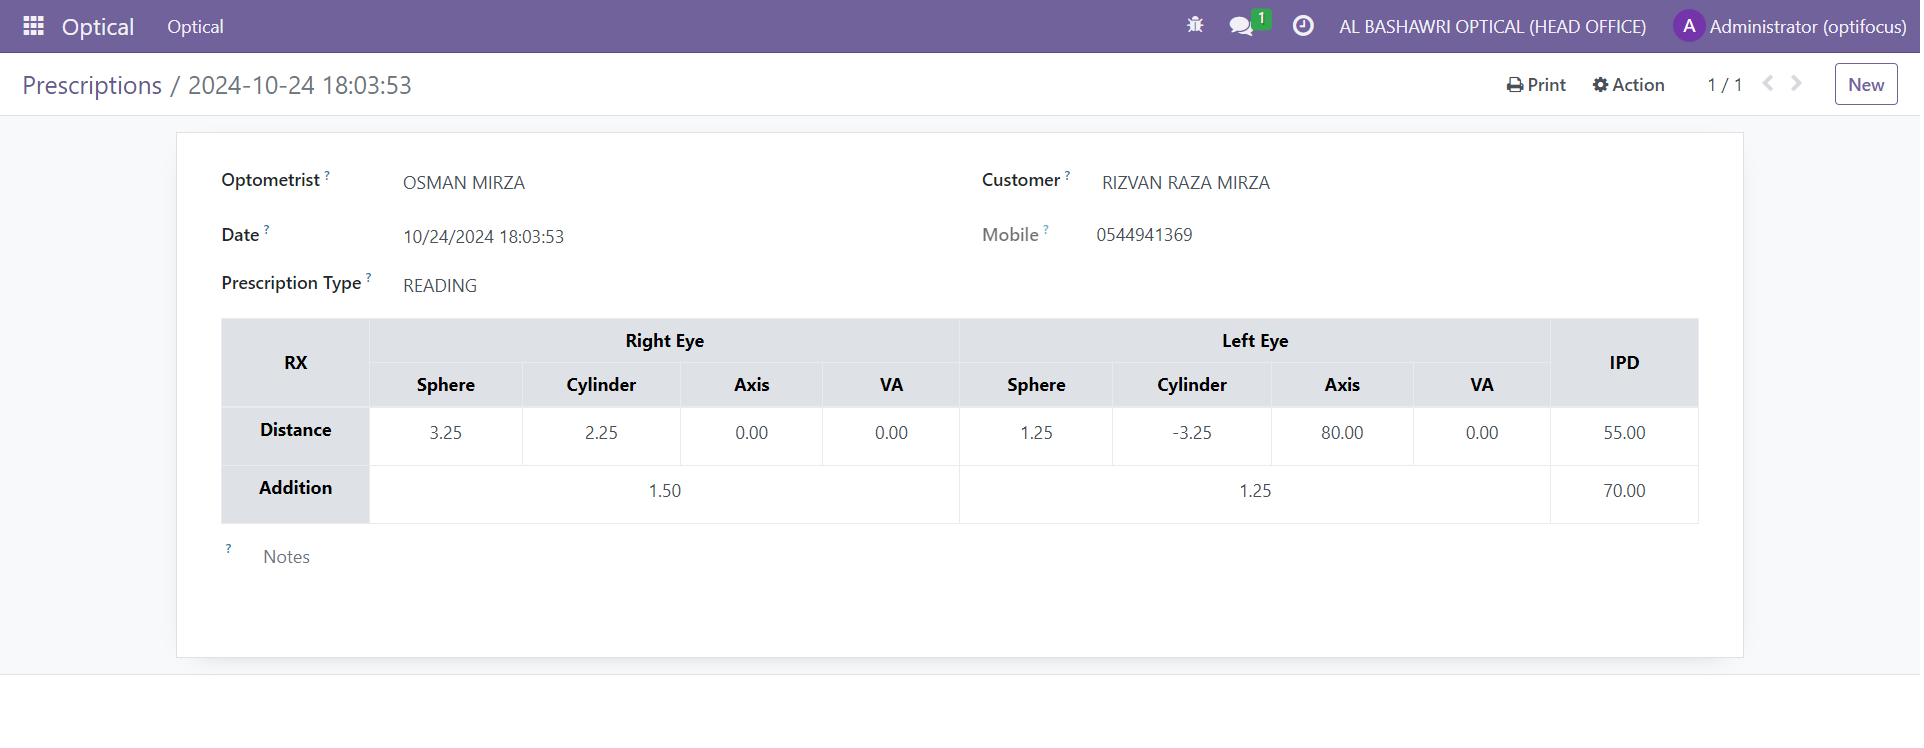 Optical Optical 1 AL BASHAWRI OPTICAL (HEAD OFFICE) A Administrator (optifocus)
Prescriptions / 2024-10-24 18:03:53 Print Action 1 / 1 New
Optometrist ? OSMAN MIRZA Customer ? RIZVAN RAZA MIRZA
Date ? 10/24/2024 18:03:53 Mobile ? 0544941369
Prescription Type ? READING
RX Right Eye Left Eye IPD
Sphere Cylinder Axis VA Sphere Cylinder Axis VA
Distance 3.25 2.25 0.00 0.00 1.25 -3.25 80.00 0.00 55.00
Addition 1.50 1.25 70.00
? Notes